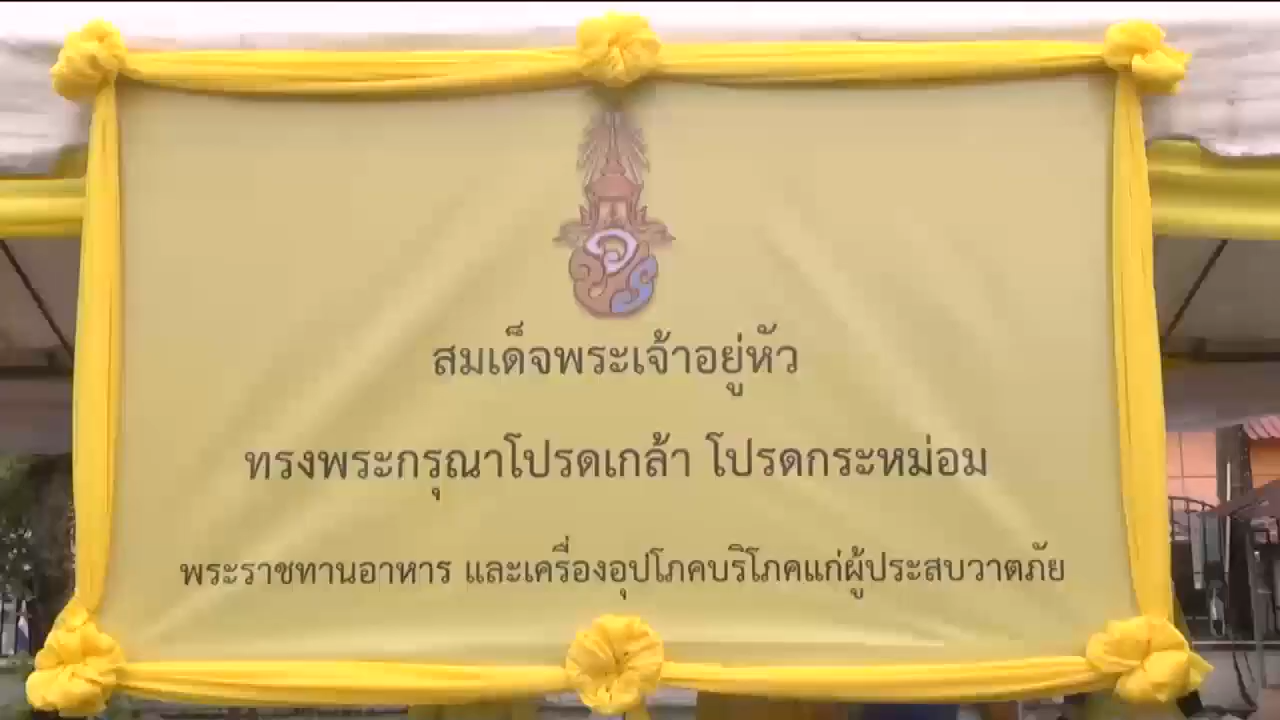 สมเด็จพระเจ้าอยู่หัว
ทรงพระกรุณาโปรดเกล้า โปรดกระหม่อม
พระราชทานอาหาร และเครื่องอุปโภคบริโภคแก่ผู้ประสบวาตภัย